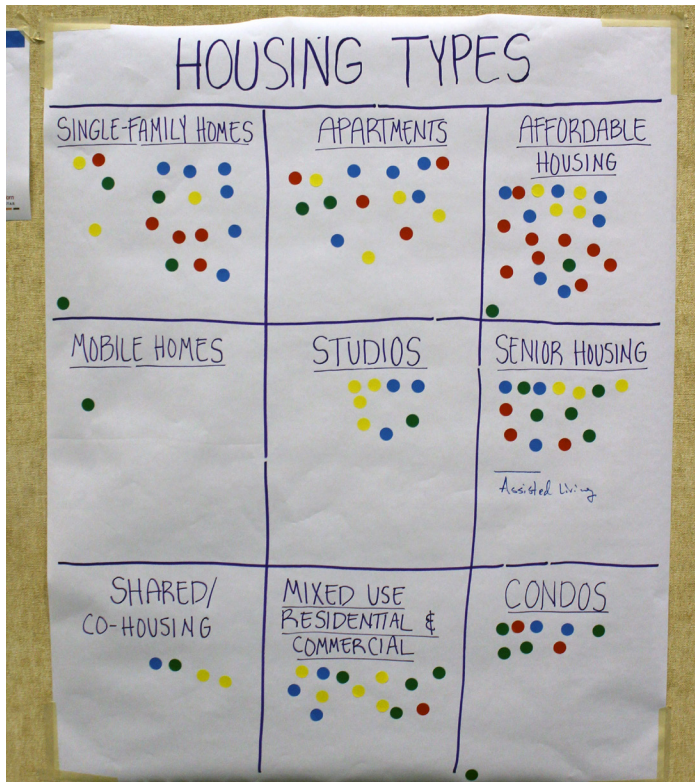 HOUSING TYPES
SINGLE-FAMILY HOMES
APARTMENTS
AFFORDABLE
HOUSING
MOBILE HOMES
STUDIOS
SENIOR HOUSING
Assisted Living
SHARED/
CO-HOUSING
MIXED USE
RESIDENTIAL &
COMMERCIAL
CONDOS